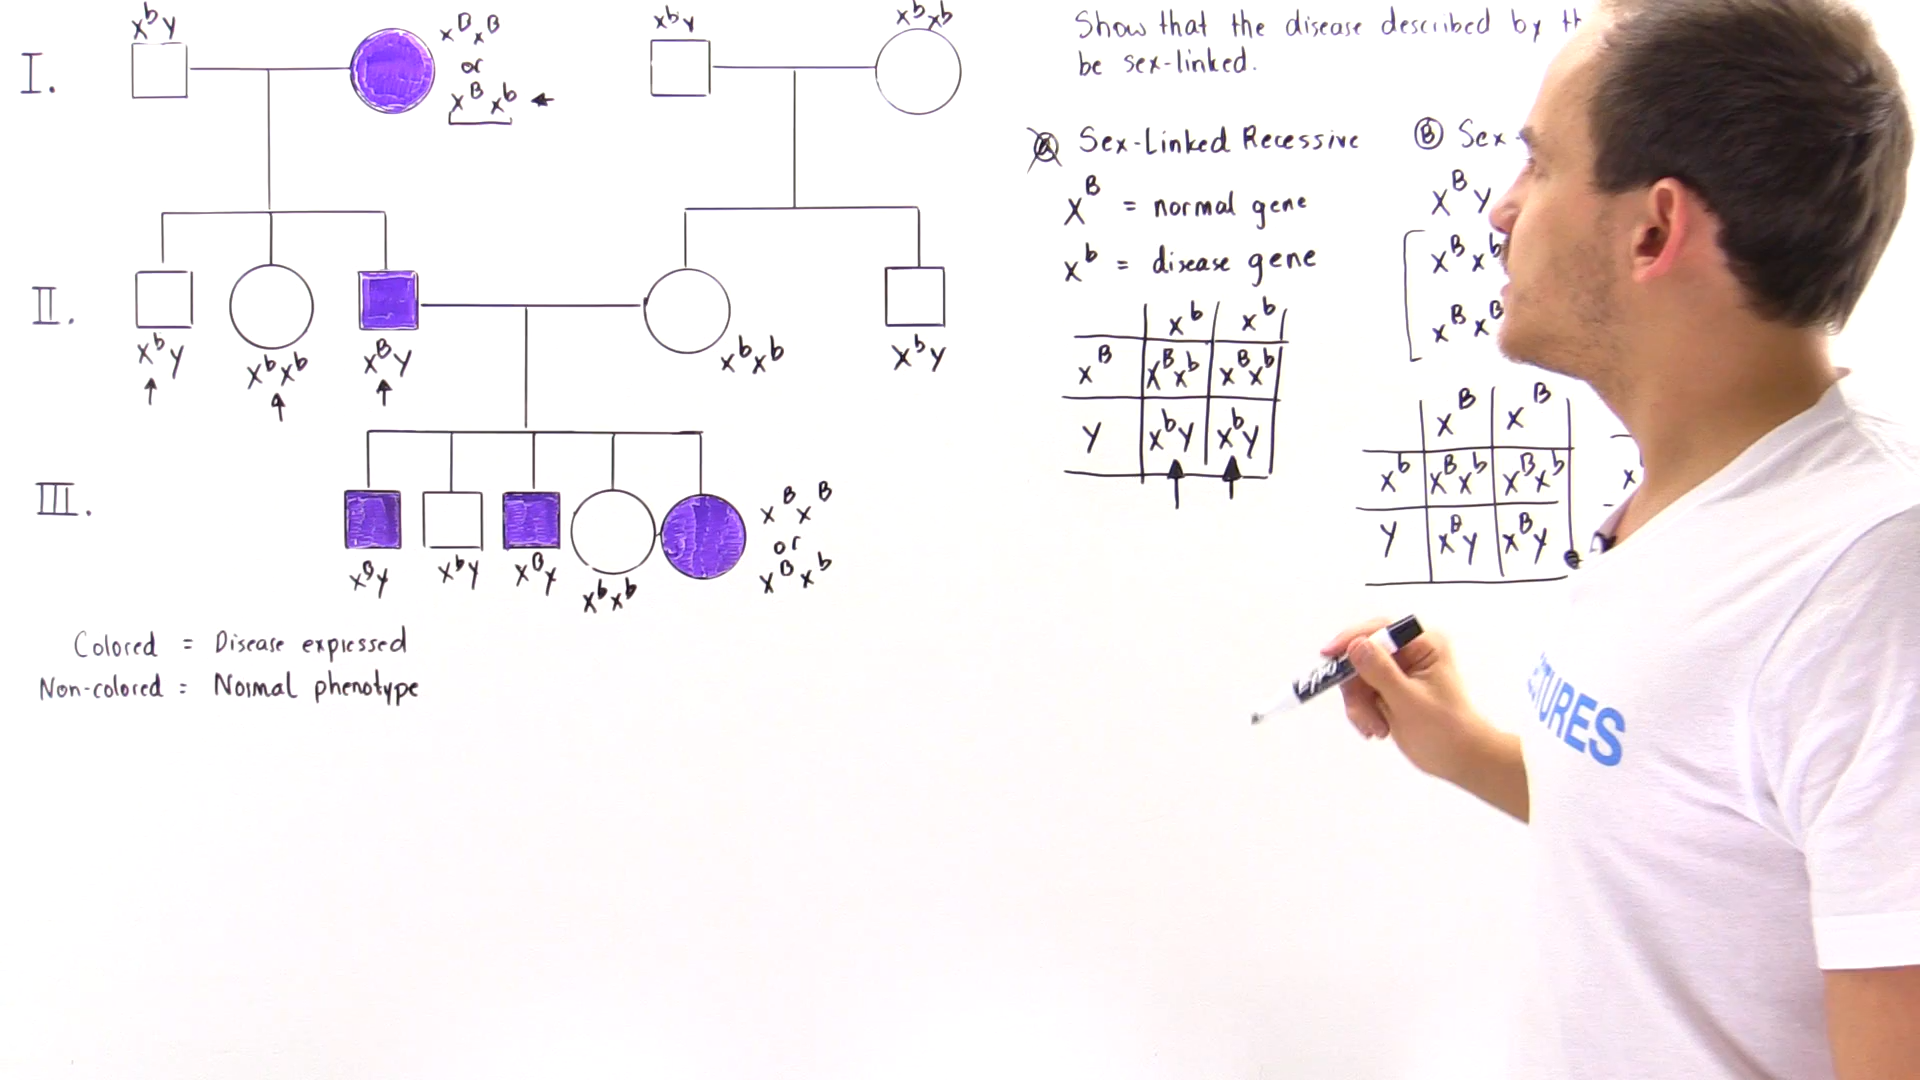 I.
X^b Y
X^B X^B
or
X^B X^b
X^b Y
X^b X^b
II.
X^b Y
X^b X^b
X^B Y
X^b X^b
X^b Y
III.
X^B Y
X^b Y
X^B Y
X^b X^b
X^B X^B
or
X^B X^b
Colored = Disease expressed
Non-colored = Normal phenotype
Show that the disease described by
be sex-linked.
A Sex-Linked Recessive
X^B = normal gene
X^b = disease gene
X^b X^b
X^B X^B X^b X^B X^b
Y X^b Y X^b Y
B Sex-
X^B Y
X^B X^b
X^B X^B
X^B X^B
X^b X^B X^b X^B X^b
Y X^B Y X^B Y
X
TURES